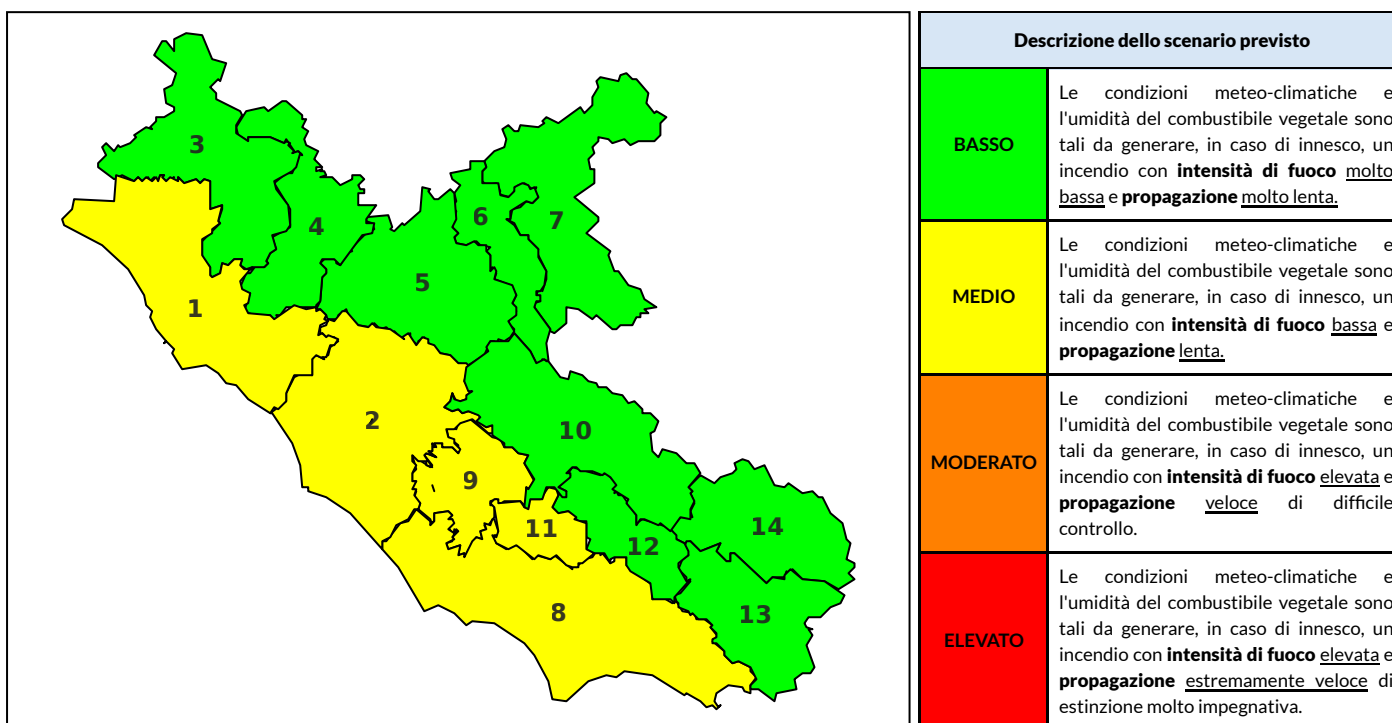 3
4
6
7
5
1
2
10
9
14
11
12
8
13
Descrizione dello scenario previsto
BASSO
Le condizioni meteo-climatiche e
l'umidità del combustibile vegetale sono
tali da generare, in caso di innesco, un
incendio con intensità di fuoco molto
bassa e propagazione molto lenta.
MEDIO
Le condizioni meteo-climatiche e
l'umidità del combustibile vegetale sono
tali da generare, in caso di innesco, un
incendio con intensità di fuoco bassa e
propagazione lenta.
MODERATO
Le condizioni meteo-climatiche e
l'umidità del combustibile vegetale sono
tali da generare, in caso di innesco, un
incendio con intensità di fuoco elevata e
propagazione veloce di difficile
controllo.
ELEVATO
Le condizioni meteo-climatiche e
l'umidità del combustibile vegetale sono
tali da generare, in caso di innesco, un
incendio con intensità di fuoco elevata e
propagazione estremamente veloce di
estinzione molto impegnativa.